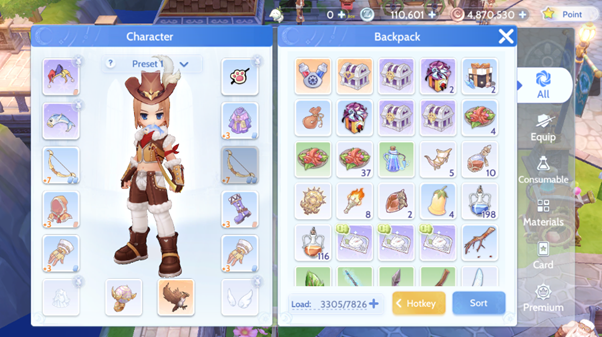 0 +
110,601 +
4,870,530 +
Point
Character
Backpack
? Preset 1
All
Equip
Consumable
Materials
Card
Premium
2
2
4
37
5
10
8
2
4
198
116
+3
+7
+7
+3
+3
+3
+3
Load: 3305/7826 +
Hotkey
Sort